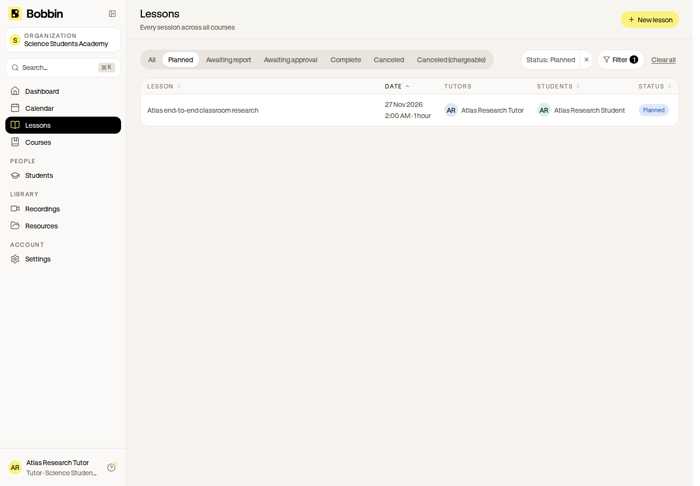 Bobbin
ORGANIZATION
S
Science Students Academy
Search...
⌘ K
Dashboard
Calendar
Lessons
Courses
PEOPLE
Students
LIBRARY
Recordings
Resources
ACCOUNT
Settings
AR
Atlas Research Tutor
Tutor · Science Studen...
Lessons
Every session across all courses
+ New lesson
All Planned Awaiting report Awaiting approval Complete Canceled Canceled (chargeable)
Status: Planned ×
Filter 1
Clear all
LESSON DATE TUTORS STUDENTS STATUS
Atlas end-to-end classroom research
27 Nov 2026
2:00 AM · 1 hour
AR Atlas Research Tutor
AR Atlas Research Student
Planned